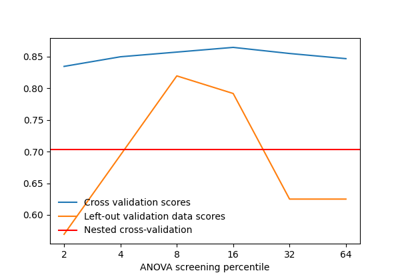 0.85
0.80
0.75
0.70
0.65
0.60
Cross validation scores
Left-out validation data scores
Nested cross-validation
2 4 8 16 32 64
ANOVA screening percentile